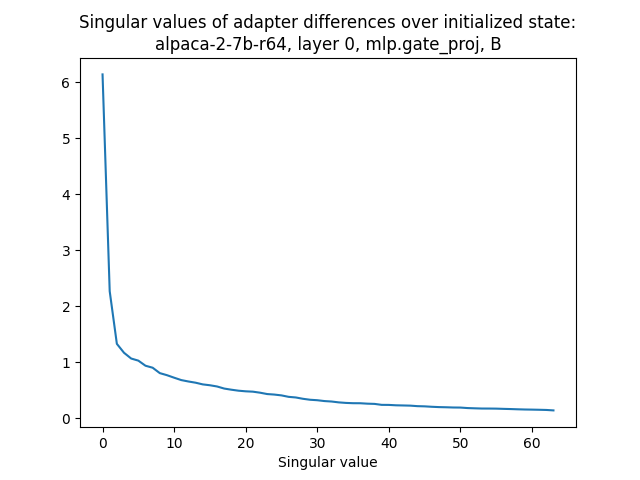 Singular values of adapter differences over initialized state:
alpaca-2-7b-r64, layer 0, mlp.gate_proj, B
6
5
4
3
2
1
0
0 10 20 30 40 50 60
Singular value